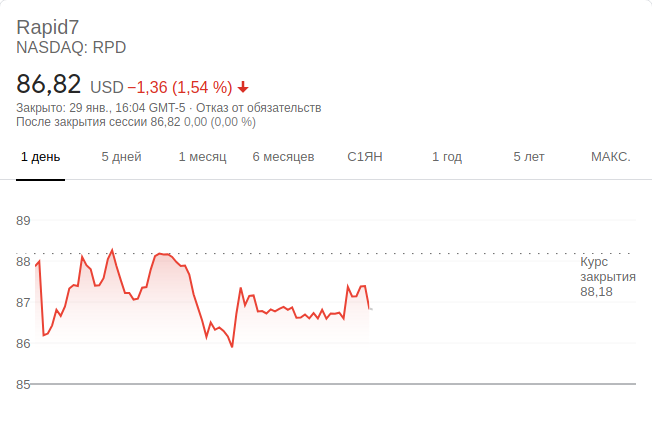 Rapid7
NASDAQ: RPD
86,82 USD −1,36 (1,54 %)
Закрыто: 29 янв., 16:04 GMT-5 · Отказ от обязательств
После закрытия сессии 86,82 0,00 (0,00 %)
1 день 5 дней 1 месяц 6 месяцев С1ЯН 1 год 5 лет МАКС.
89
88
87
86
85
Курс
закрытия
88,18